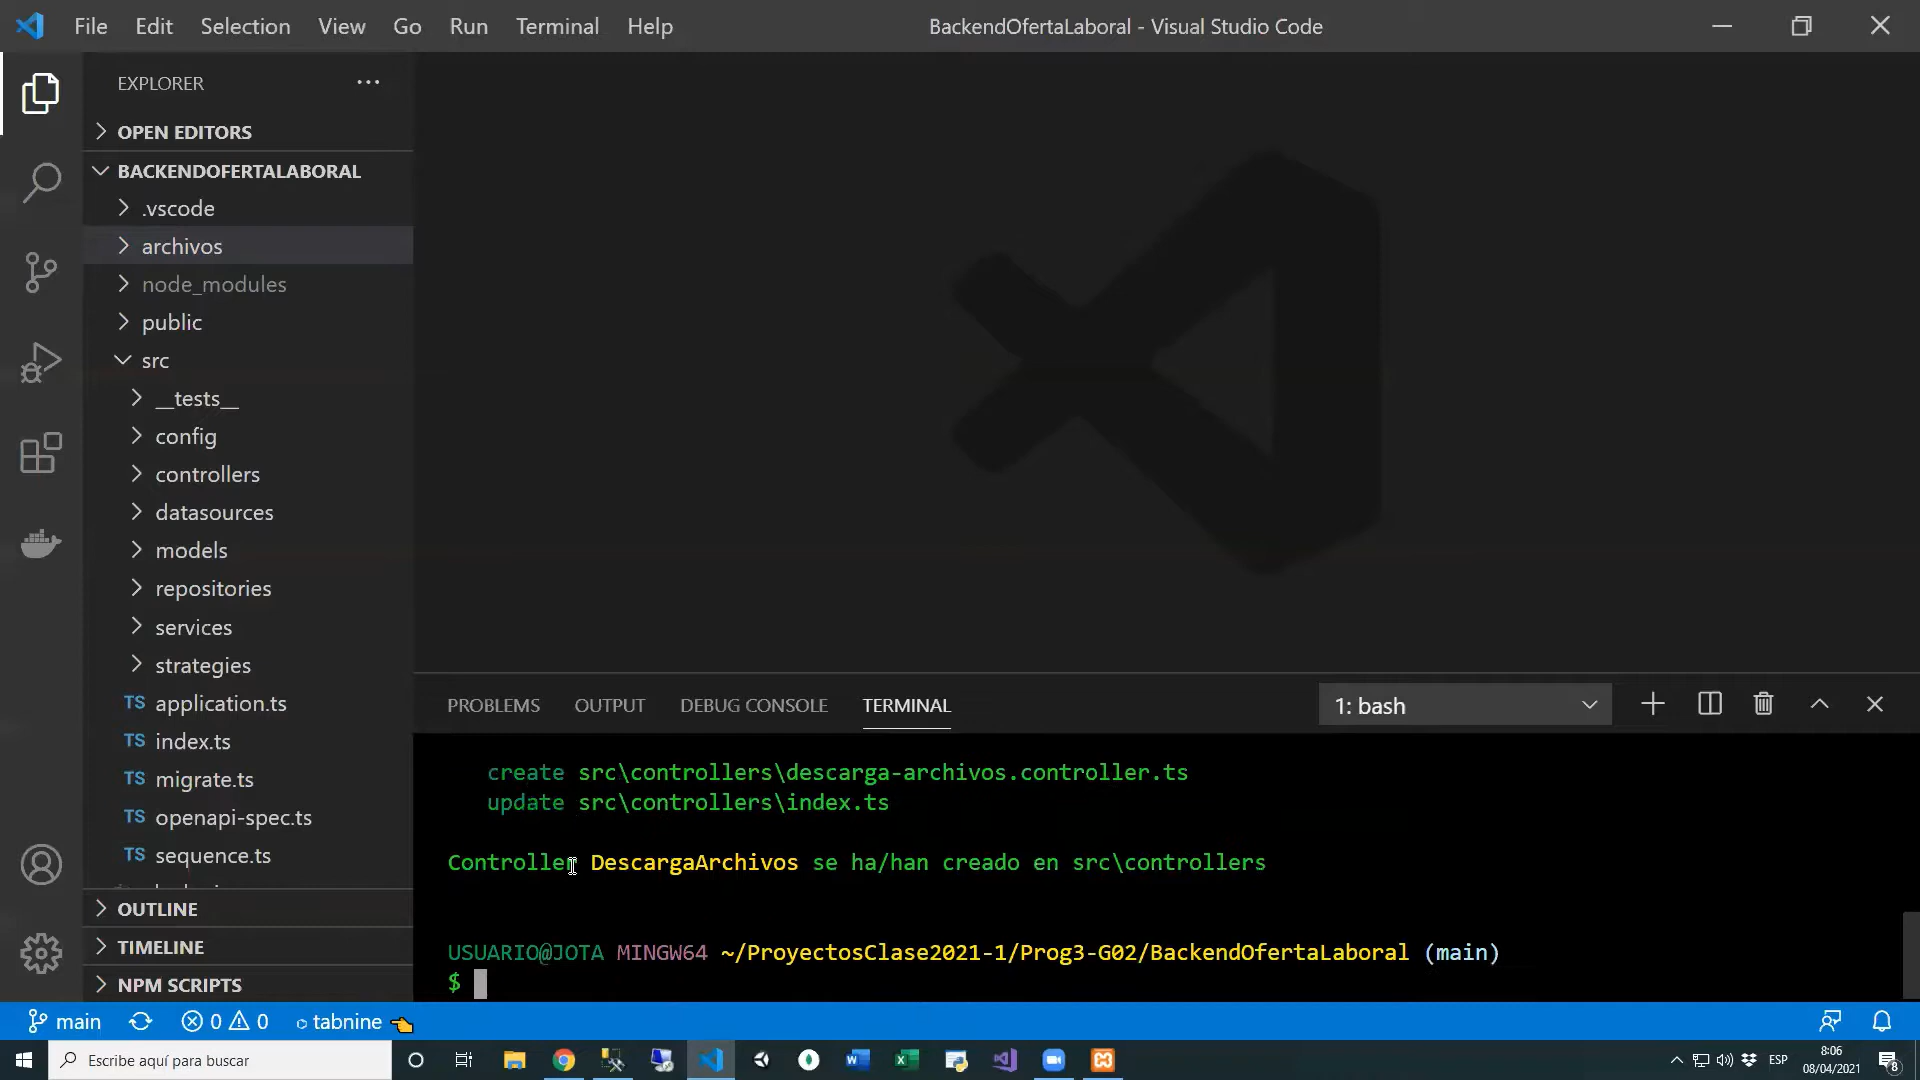 File Edit Selection View Go Run Terminal Help
BackendOfertaLaboral - Visual Studio Code
EXPLORER
OPEN EDITORS
BACKENDOFERTALABORAL
.vscode
archivos
node_modules
public
src
__tests__
config
controllers
datasources
models
repositories
services
strategies
TS application.ts
TS index.ts
TS migrate.ts
TS openapi-spec.ts
TS sequence.ts
OUTLINE
TIMELINE
NPM SCRIPTS
PROBLEMS OUTPUT DEBUG CONSOLE TERMINAL
1: bash
create src\controllers\descarga-archivos.controller.ts
update src\controllers\index.ts
Controller DescargaArchivos se ha/han creado en src\controllers
USUARIO@JOTA MINGW64 ~/ProyectosClase2021-1/Prog3-G02/BackendOfertaLaboral (main)
$
main 0 0 tabnine
Escribe aquí para buscar
ESP
8:06
08/04/2021
8